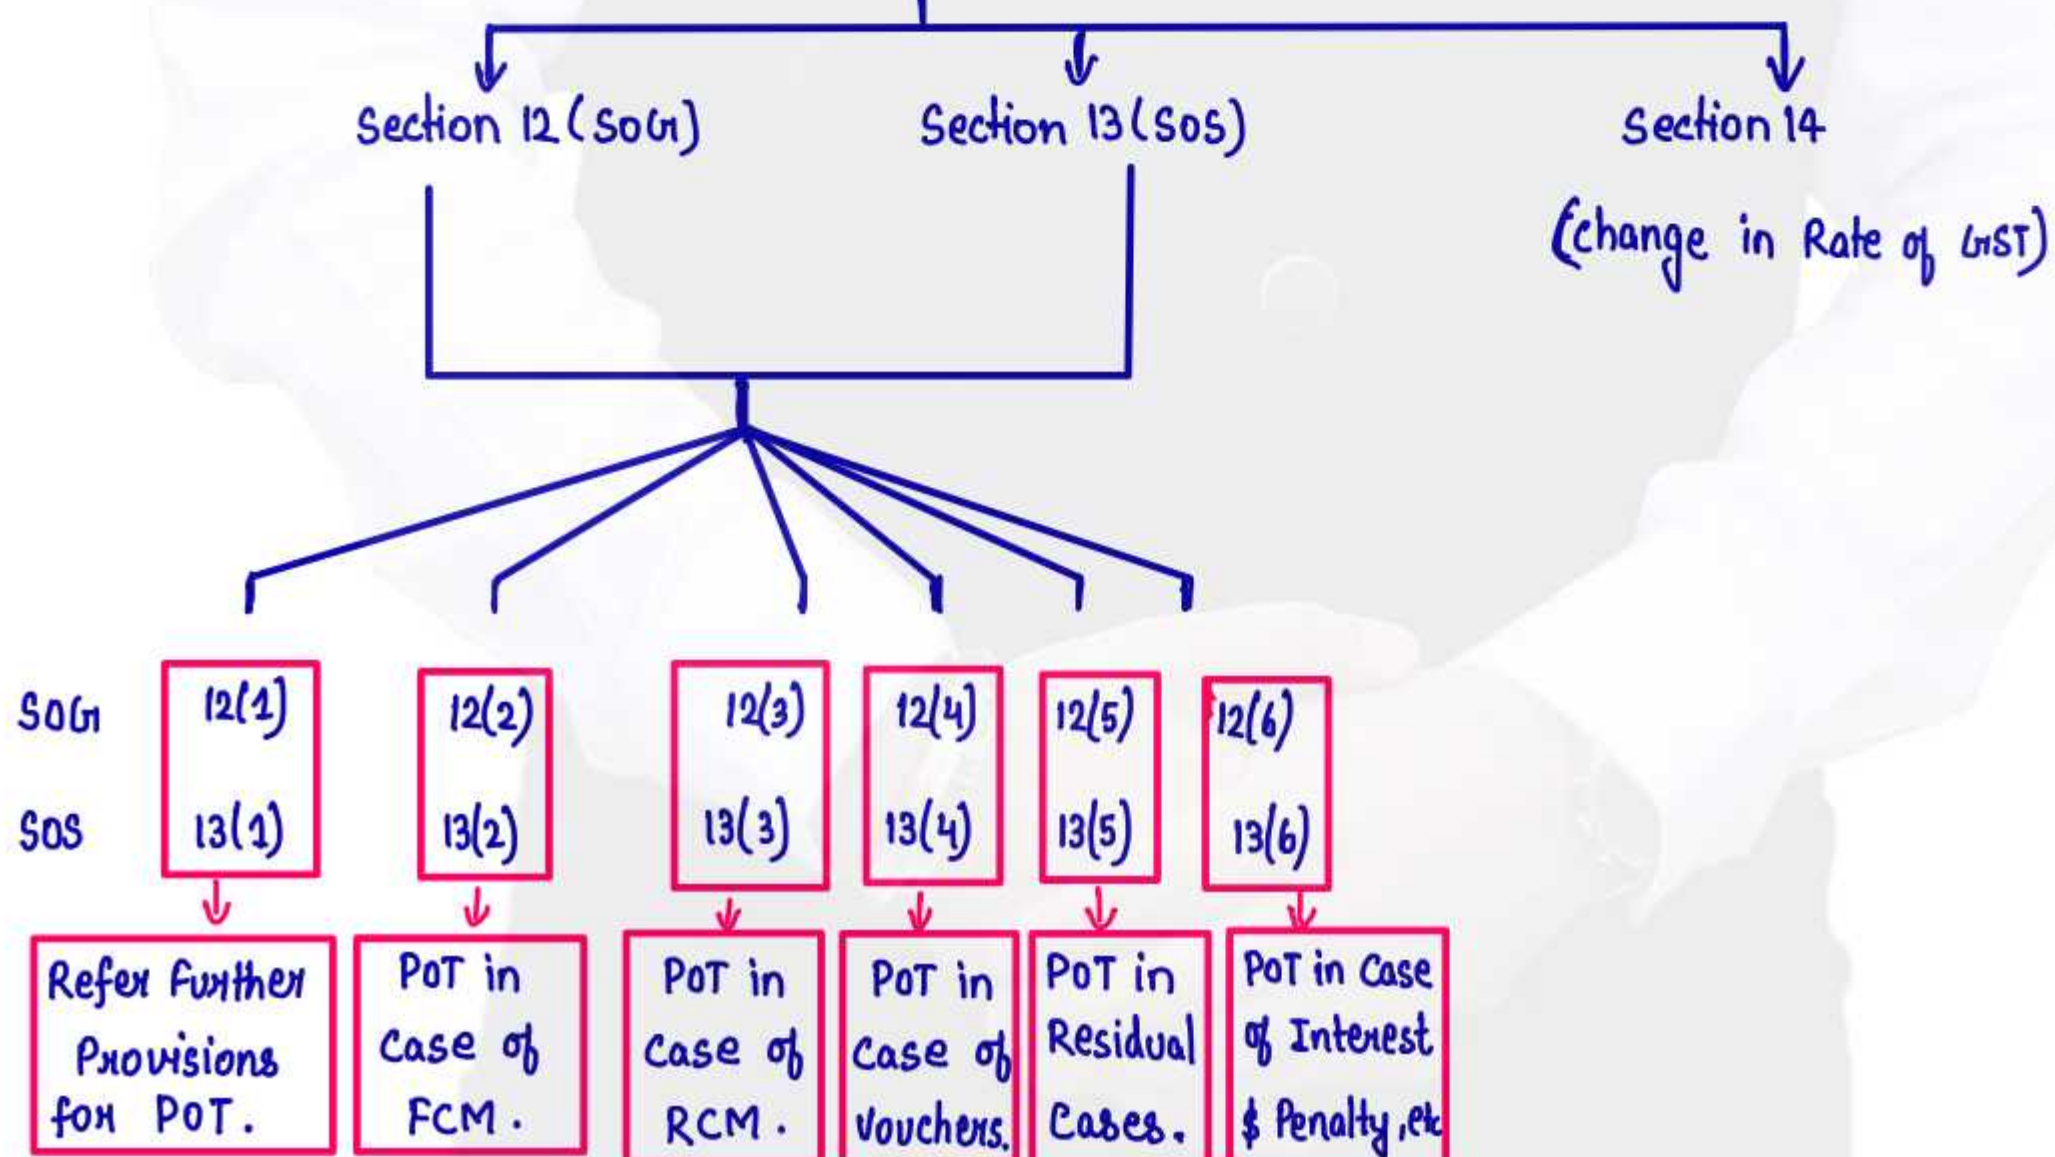 Section 12 (SOG) Section 13 (SOS) Section 14
(Change in Rate of GST)
SOG 12(1) 12(2) 12(3) 12(4) 12(5) 12(6)
SOS 13(1) 13(2) 13(3) 13(4) 13(5) 13(6)
Refer Further
Provisions
for POT.
POT in
Case of
FCM.
POT in
Case of
RCM.
POT in
Case of
Vouchers.
POT in
Residual
Cases.
POT in Case
of Interest
$ Penalty, etc